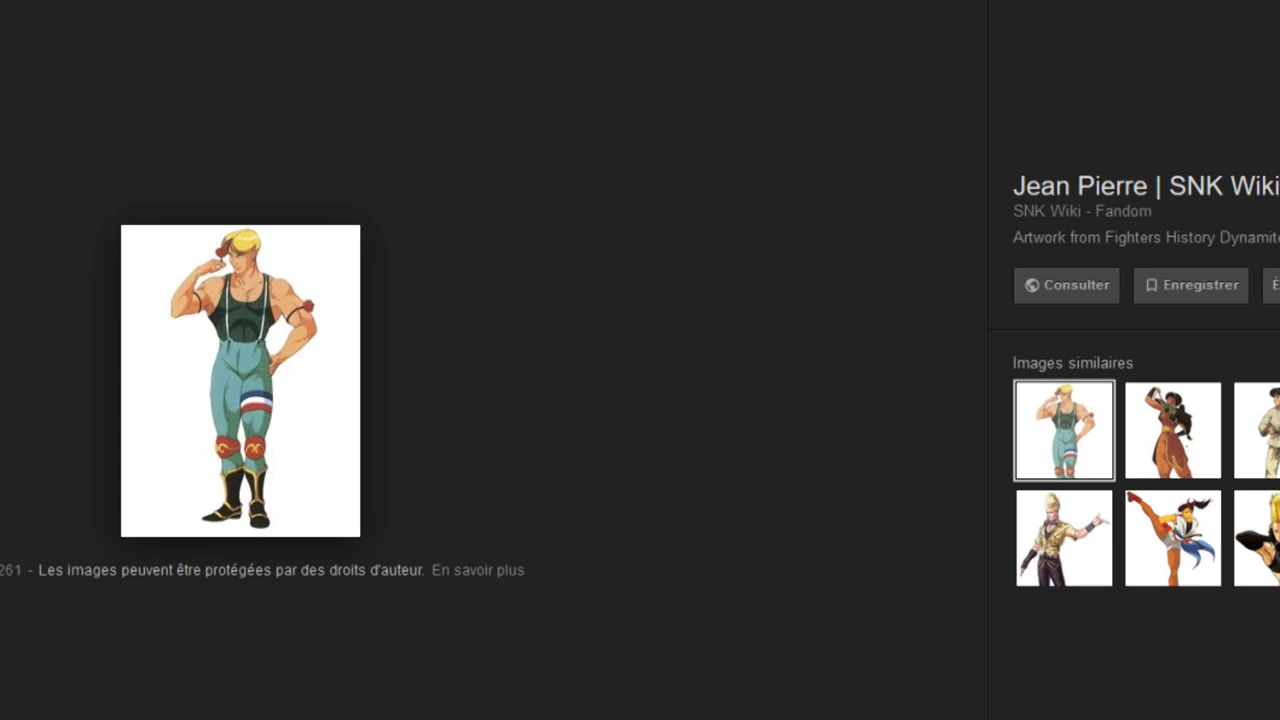 Jean Pierre | SNK Wiki
SNK Wiki - Fandom
Artwork from Fighters History Dynamite
Consulter Enregistrer
Images similaires
261 - Les images peuvent être protégées par des droits d'auteur. En savoir plus